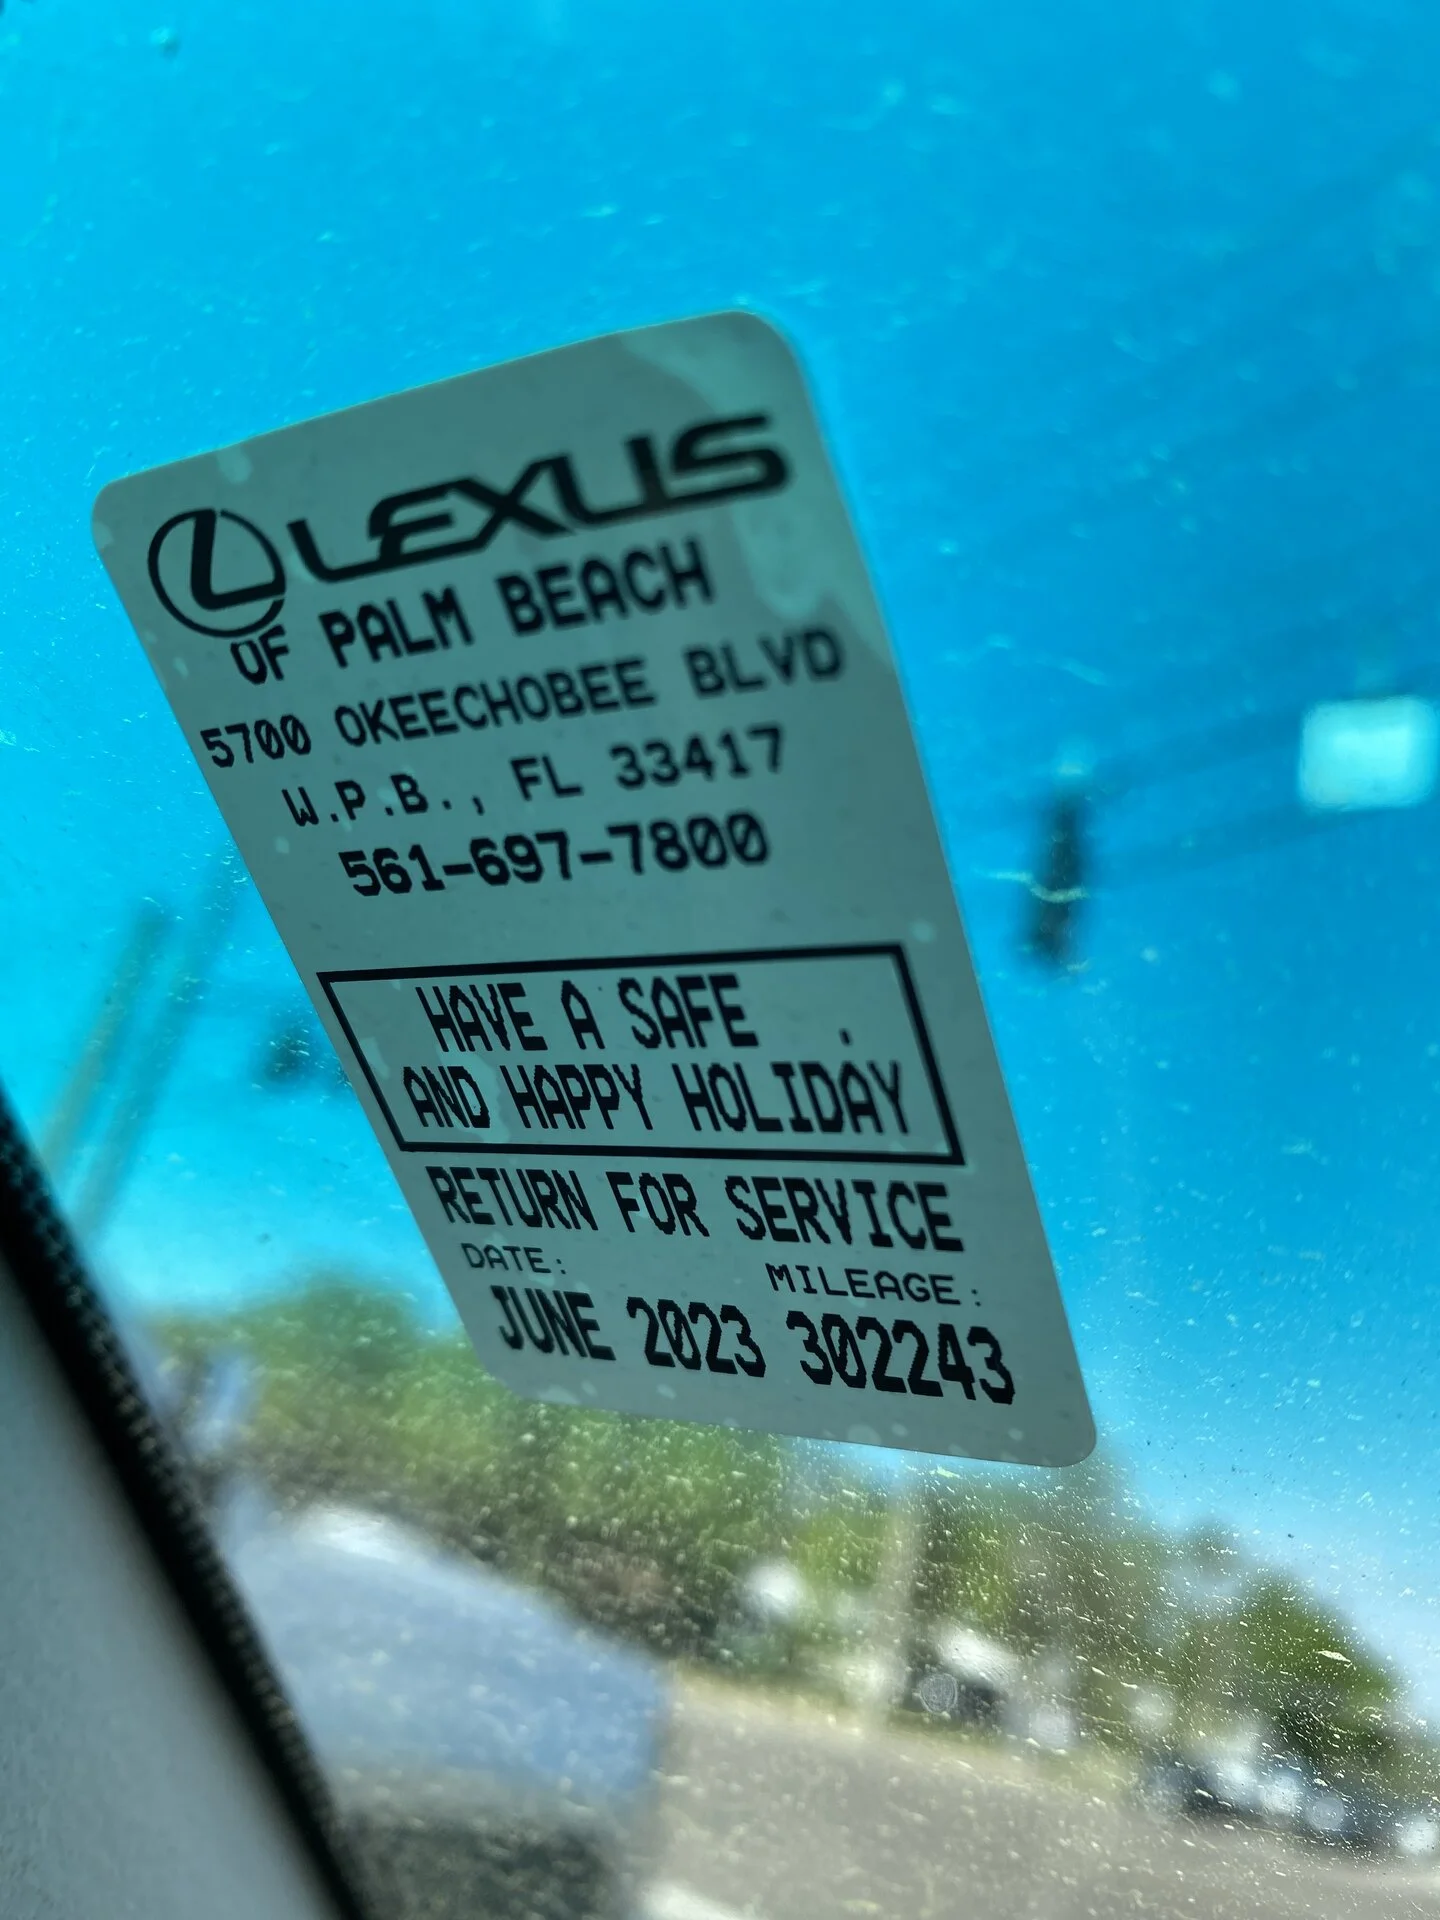 LEXUS
OF PALM BEACH
5700 OKEECHOBEE BLVD
W.P.B., FL 33417
561-697-7800
HAVE A SAFE .
AND HAPPY HOLIDAY
RETURN FOR SERVICE
DATE: MILEAGE:
JUNE 2023 302243